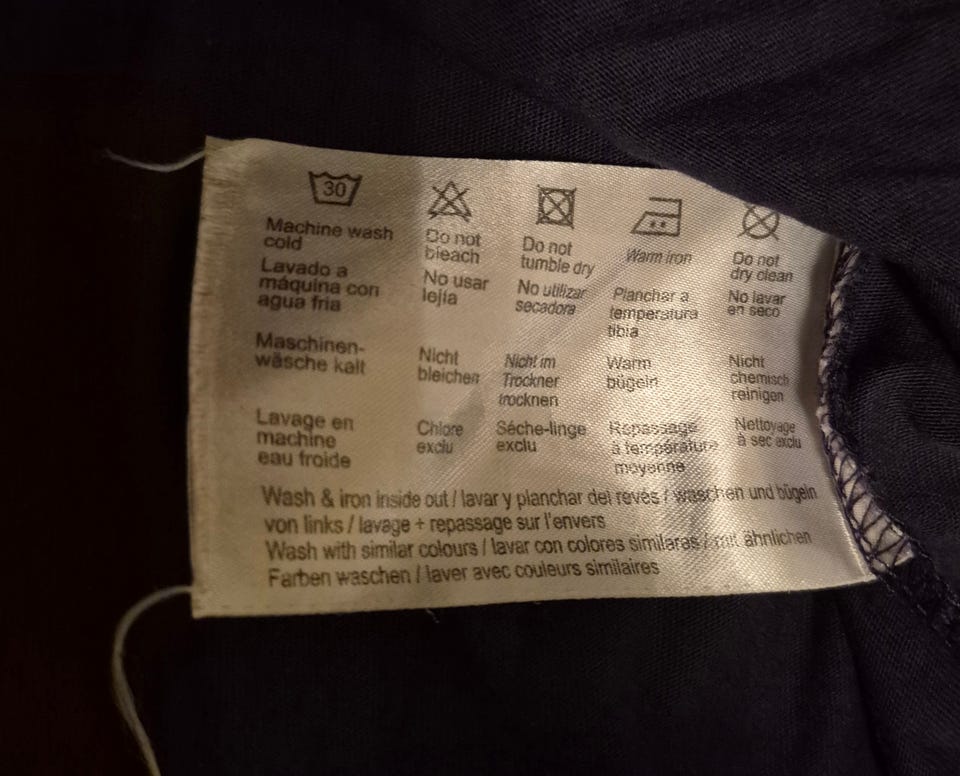 30
Machine wash
cold
Do not
bleach
Do not
tumble dry
Warm iron
Do not
dry clean
Lavado a
máquina con
agua fria
No usar
lejía
No utilizar
secadora
Planchar a
temperatura
tibia
No lavar
en seco
Maschinen-
wäsche kalt
Nicht
bleichen
Nicht im
Trockner
trocknen
Warm
bügeln
Nicht
chemisch
reinigen
Lavage en
machine
eau froide
Chlore
exclu
Séche-linge
exclu
Repassage
à température
moyenne
Nettoyage
à sec exclu
Wash & iron inside out / lavar y planchar del revés / waschen und bügeln
von links / lavage + repassage sur l'envers
Wash with similar colours / lavar con colores similares / mit ähnlichen
Farben waschen / laver avec couleurs similaires